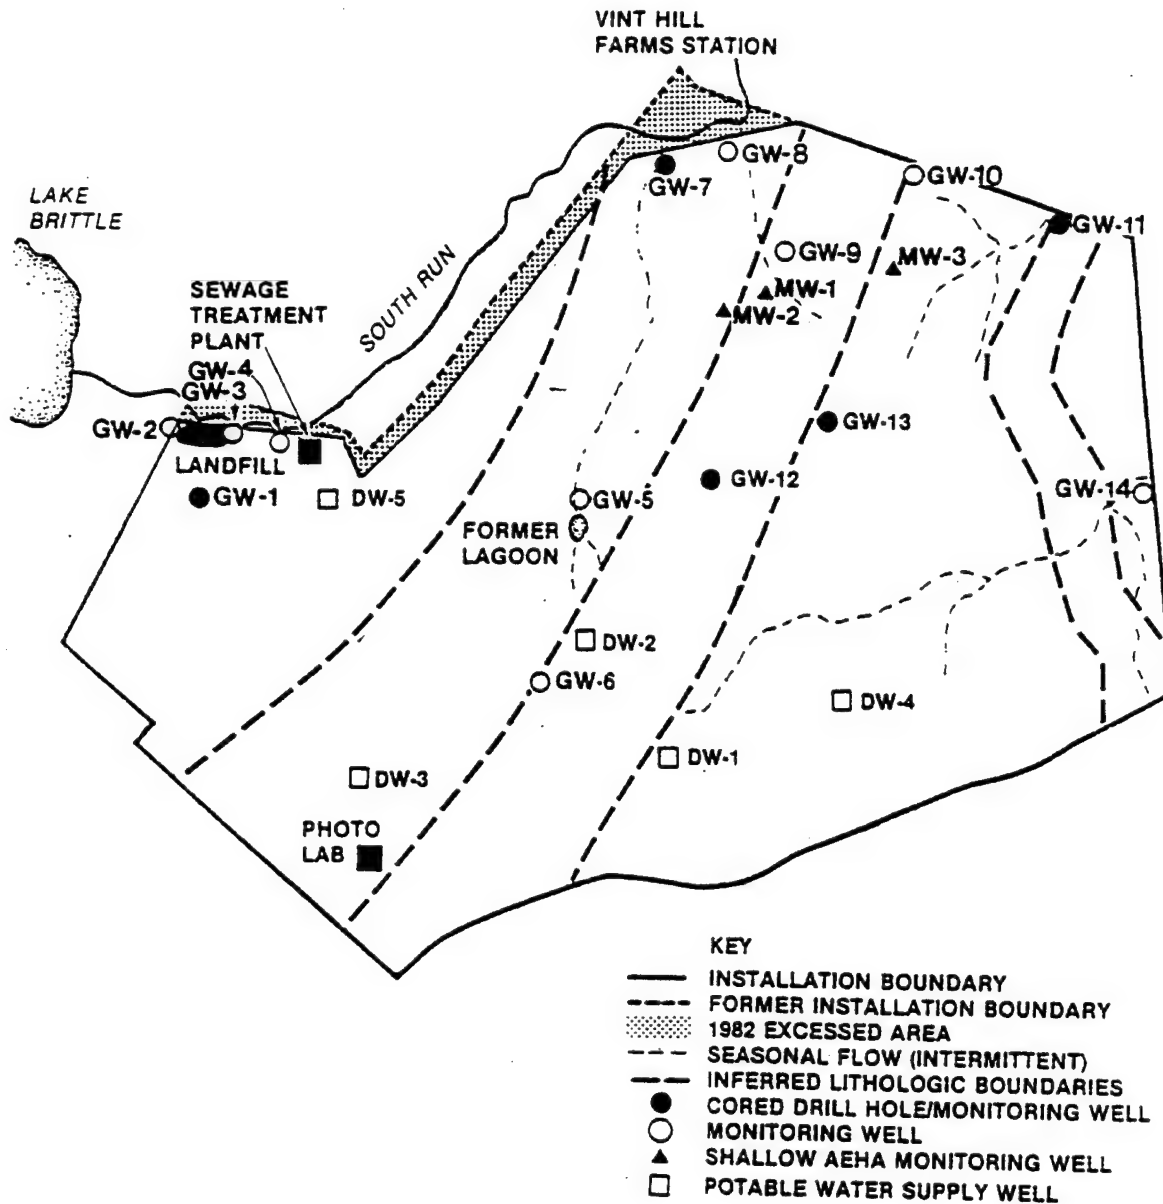 VINT HILL
FARMS STATION
GW-8
GW-7
GW-10
LAKE
BRITTLE
GW-11
GW-9
MW-3
SEWAGE
TREATMENT
PLANT
SOUTH RUN
MW-1
MW-2
GW-4
GW-3
GW-2
GW-13
LANDFILL
GW-12
GW-14
GW-1
DW-5
GW-5
FORMER
LAGOON
DW-2
GW-6
DW-4
DW-1
DW-3
PHOTO
LAB
KEY
INSTALLATION BOUNDARY
FORMER INSTALLATION BOUNDARY
1982 EXCESSED AREA
SEASONAL FLOW (INTERMITTENT)
INFERRED LITHOLOGIC BOUNDARIES
CORED DRILL HOLE/MONITORING WELL
MONITORING WELL
SHALLOW AEHA MONITORING WELL
POTABLE WATER SUPPLY WELL